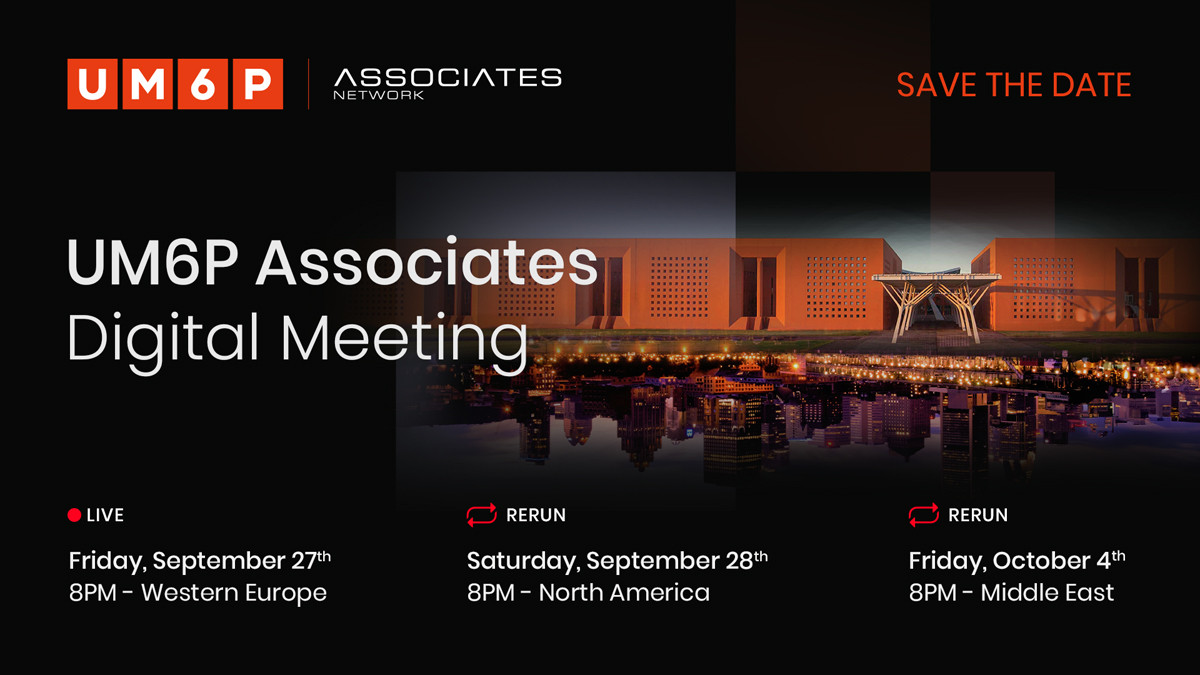 UM6P
ASSOCIATES
NETWORK
SAVE THE DATE
UM6P Associates
Digital Meeting
LIVE
Friday, September 27th
8PM - Western Europe
RERUN
Saturday, September 28th
8PM - North America
RERUN
Friday, October 4th
8PM - Middle East